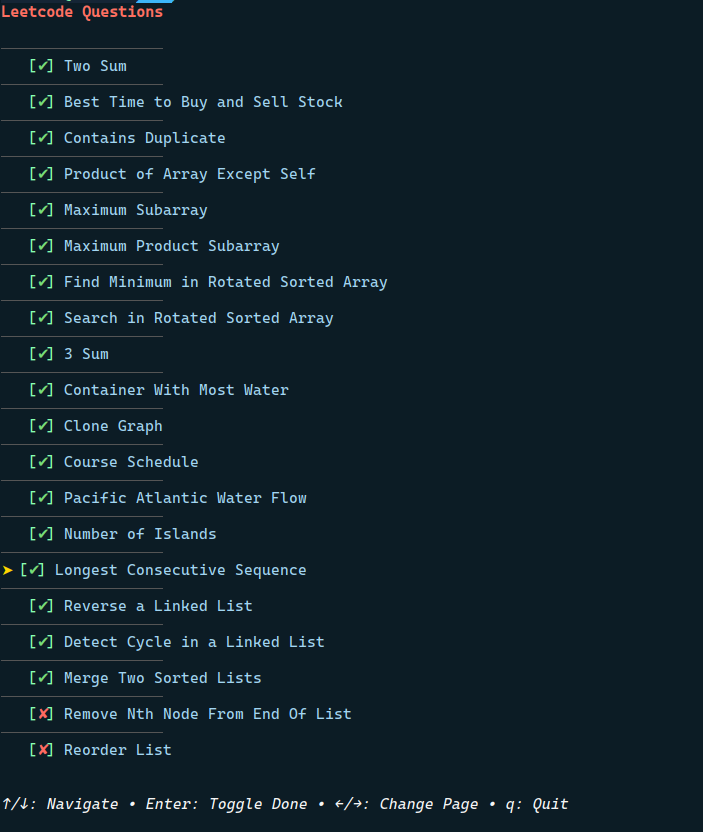 Leetcode Questions
[✓] Two Sum
[✓] Best Time to Buy and Sell Stock
[✓] Contains Duplicate
[✓] Product of Array Except Self
[✓] Maximum Subarray
[✓] Maximum Product Subarray
[✓] Find Minimum in Rotated Sorted Array
[✓] Search in Rotated Sorted Array
[✓] 3 Sum
[✓] Container With Most Water
[✓] Clone Graph
[✓] Course Schedule
[✓] Pacific Atlantic Water Flow
[✓] Number of Islands
➤ [✓] Longest Consecutive Sequence
[✓] Reverse a Linked List
[✓] Detect Cycle in a Linked List
[✓] Merge Two Sorted Lists
[✘] Remove Nth Node From End Of List
[✘] Reorder List
↑/↓: Navigate • Enter: Toggle Done • ←/→: Change Page • q: Quit